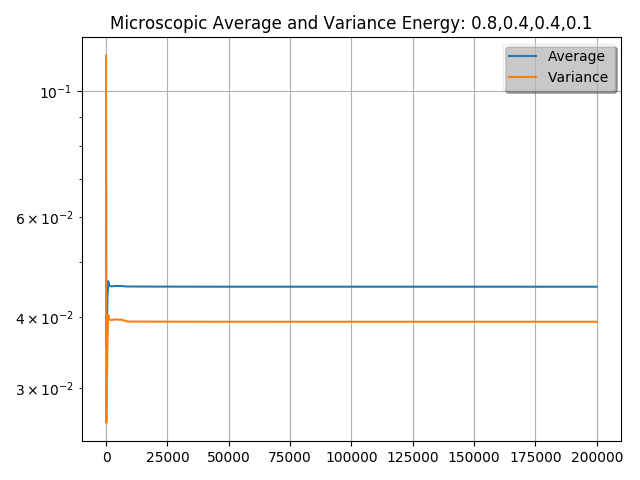 Microscopic Average and Variance Energy: 0.8,0.4,0.4,0.1
Average
Variance
10⁻¹
6 × 10⁻²
4 × 10⁻²
3 × 10⁻²
0 25000 50000 75000 100000 125000 150000 175000 200000